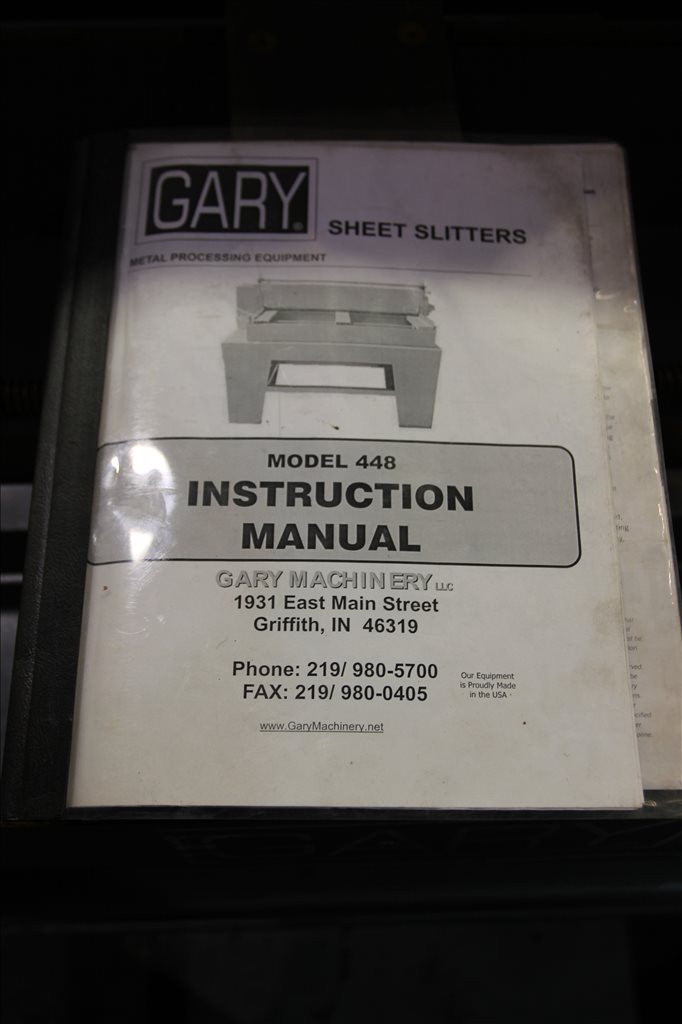 GARY®
SHEET SLITTERS
METAL PROCESSING EQUIPMENT
MODEL 448
INSTRUCTION
MANUAL
GARY MACHINERY LLC
1931 East Main Street
Griffith, IN 46319
Phone: 219/ 980-5700
FAX: 219/ 980-0405
Our Equipment
is Proudly Made
in the USA
www.GaryMachinery.net